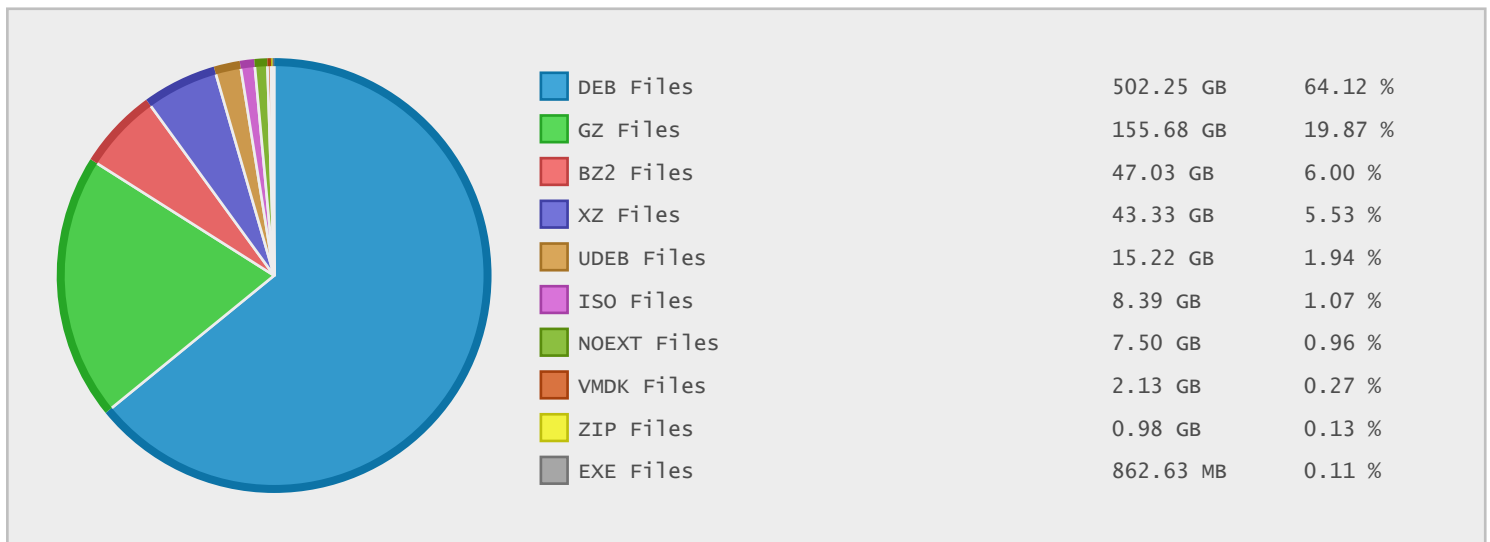 DEB Files 502.25 GB 64.12 %
GZ Files 155.68 GB 19.87 %
BZ2 Files 47.03 GB 6.00 %
XZ Files 43.33 GB 5.53 %
UDEB Files 15.22 GB 1.94 %
ISO Files 8.39 GB 1.07 %
NOEXT Files 7.50 GB 0.96 %
VMDK Files 2.13 GB 0.27 %
ZIP Files 0.98 GB 0.13 %
EXE Files 862.63 MB 0.11 %